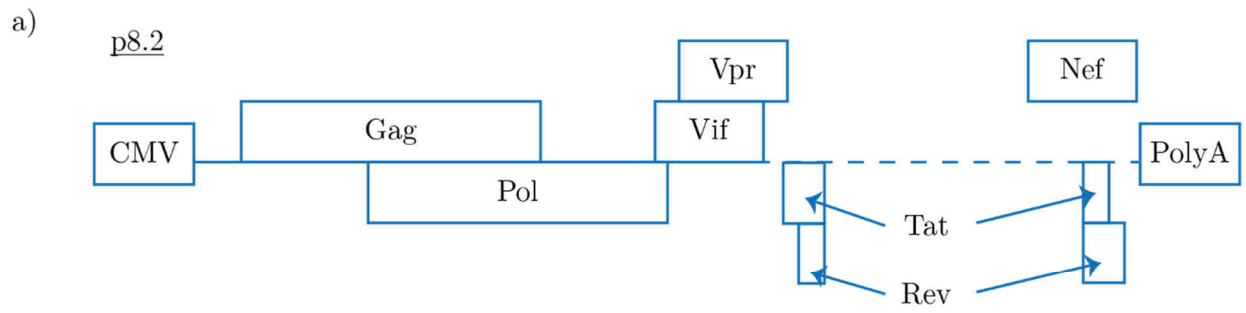 a)
p8.2
Vpr
Nef
Gag
Vif
CMV
PolyA
Pol
Tat
Rev